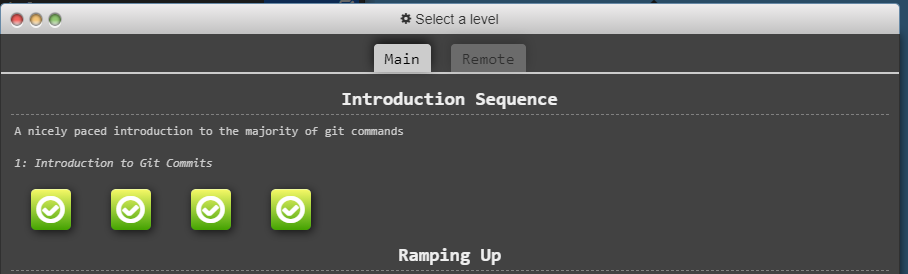 Select a level
Main Remote
Introduction Sequence
A nicely paced introduction to the majority of git commands
1: Introduction to Git Commits
Ramping Up